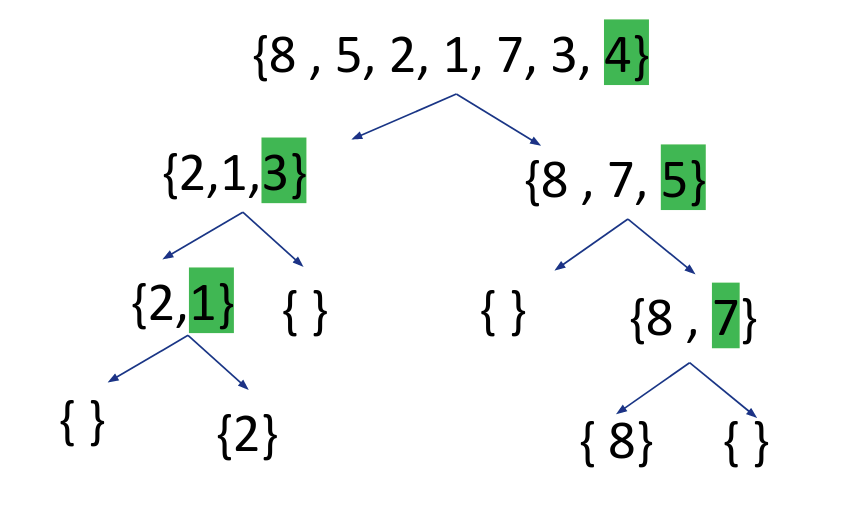 {8 , 5, 2, 1, 7, 3, 4}
{2,1,3}
{8 , 7, 5}
{2,1}
{ }
{ }
{8 , 7}
{ }
{2}
{ 8}
{ }